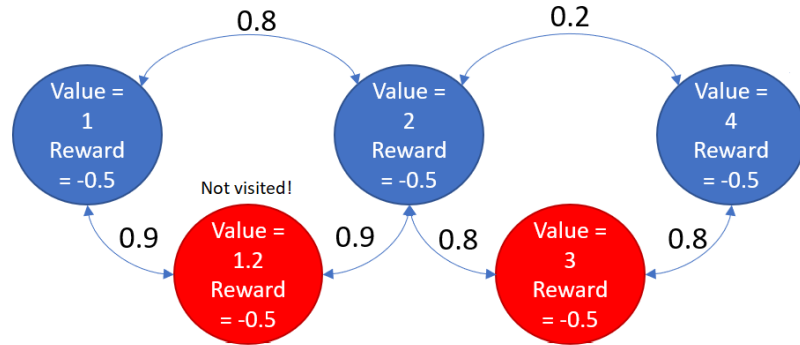 0.8
0.2
Value =
1
Reward
= -0.5
Value =
2
Reward
= -0.5
Value =
4
Reward
= -0.5
Not visited!
0.9
Value =
1.2
Reward
= -0.5
0.9
0.8
Value =
3
Reward
= -0.5
0.8